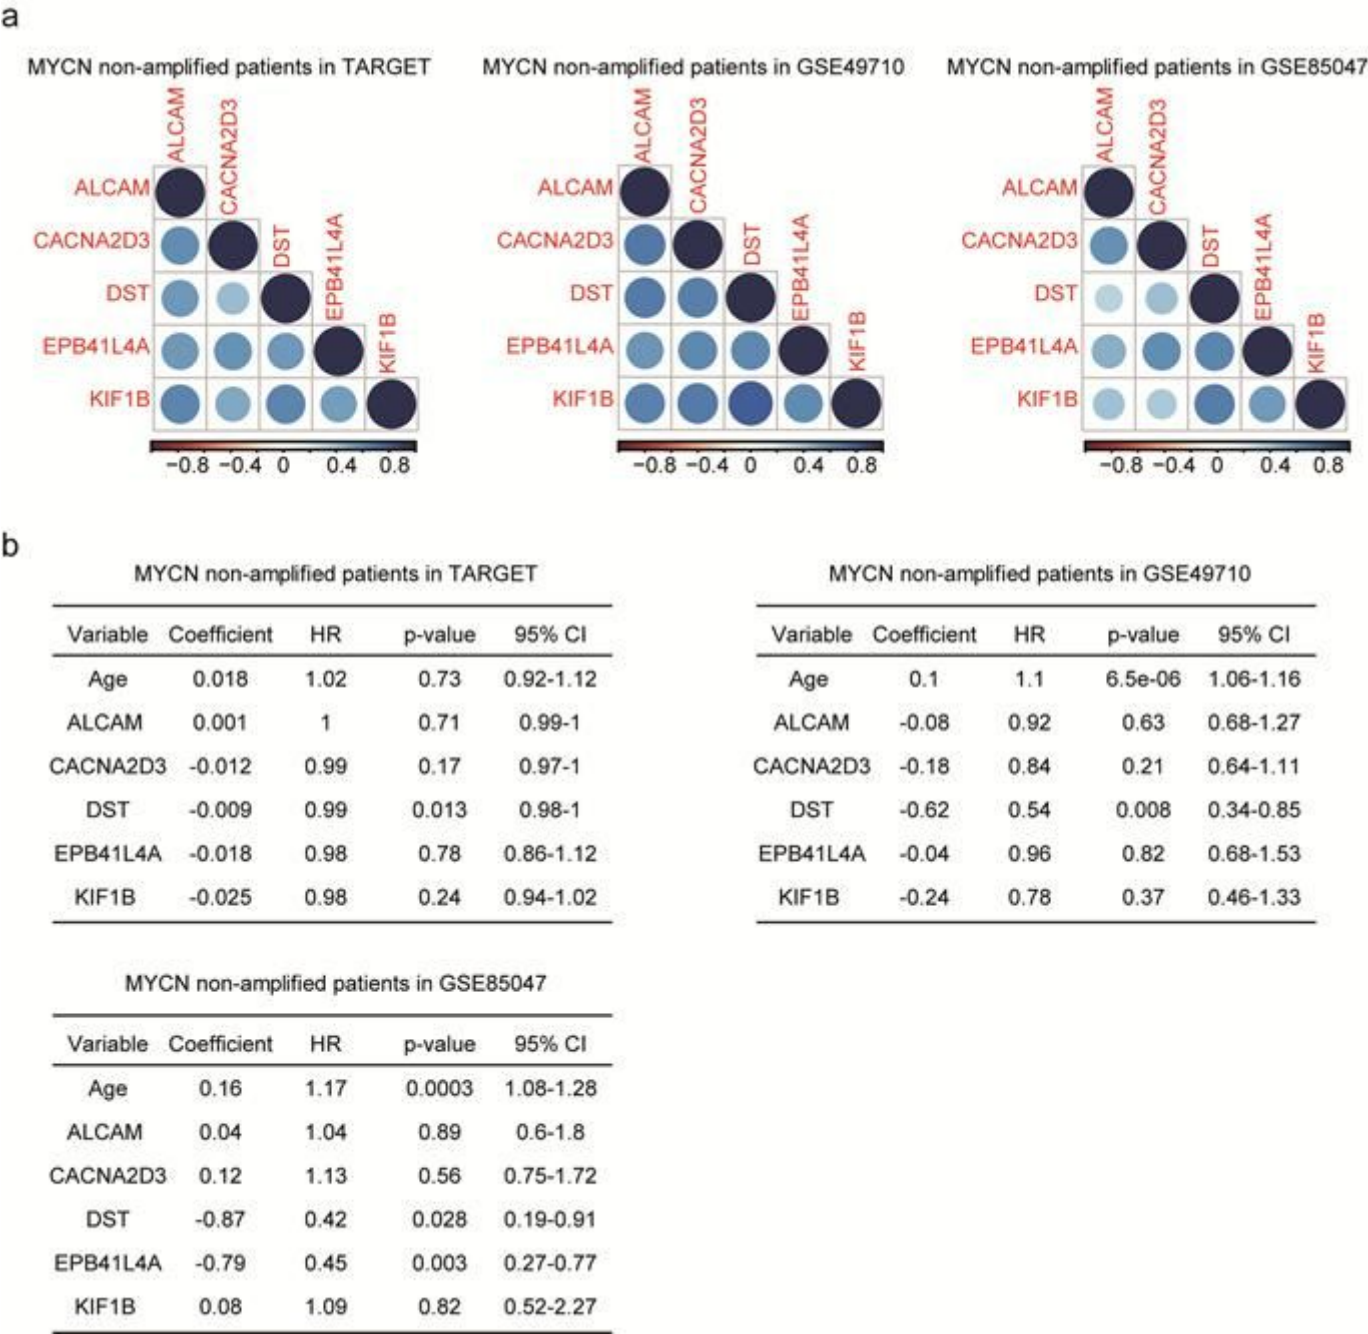 a
MYCN non-amplified patients in TARGET
ALCAM
CACNA2D3
DST
EPB41L4A
KIF1B
ALCAM
CACNA2D3
DST
EPB41L4A
KIF1B
−0.8 −0.4 0 0.4 0.8
MYCN non-amplified patients in GSE49710
ALCAM
CACNA2D3
DST
EPB41L4A
KIF1B
ALCAM
CACNA2D3
DST
EPB41L4A
KIF1B
−0.8 −0.4 0 0.4 0.8
MYCN non-amplified patients in GSE85047
ALCAM
CACNA2D3
DST
EPB41L4A
KIF1B
ALCAM
CACNA2D3
DST
EPB41L4A
KIF1B
−0.8 −0.4 0 0.4 0.8
b
MYCN non-amplified patients in TARGET
Variable Coefficient HR p-value 95% CI
Age 0.018 1.02 0.73 0.92-1.12
ALCAM 0.001 1 0.71 0.99-1
CACNA2D3 -0.012 0.99 0.17 0.97-1
DST -0.009 0.99 0.013 0.98-1
EPB41L4A -0.018 0.98 0.78 0.86-1.12
KIF1B -0.025 0.98 0.24 0.94-1.02
MYCN non-amplified patients in GSE49710
Variable Coefficient HR p-value 95% CI
Age 0.1 1.1 6.5e-06 1.06-1.16
ALCAM -0.08 0.92 0.63 0.68-1.27
CACNA2D3 -0.18 0.84 0.21 0.64-1.11
DST -0.62 0.54 0.008 0.34-0.85
EPB41L4A -0.04 0.96 0.82 0.68-1.53
KIF1B -0.24 0.78 0.37 0.46-1.33
MYCN non-amplified patients in GSE85047
Variable Coefficient HR p-value 95% CI
Age 0.16 1.17 0.0003 1.08-1.28
ALCAM 0.04 1.04 0.89 0.6-1.8
CACNA2D3 0.12 1.13 0.56 0.75-1.72
DST -0.87 0.42 0.028 0.19-0.91
EPB41L4A -0.79 0.45 0.003 0.27-0.77
KIF1B 0.08 1.09 0.82 0.52-2.27